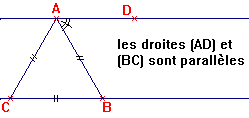 A
D
les droites (AD) et
(BC) sont parallèles
C
B